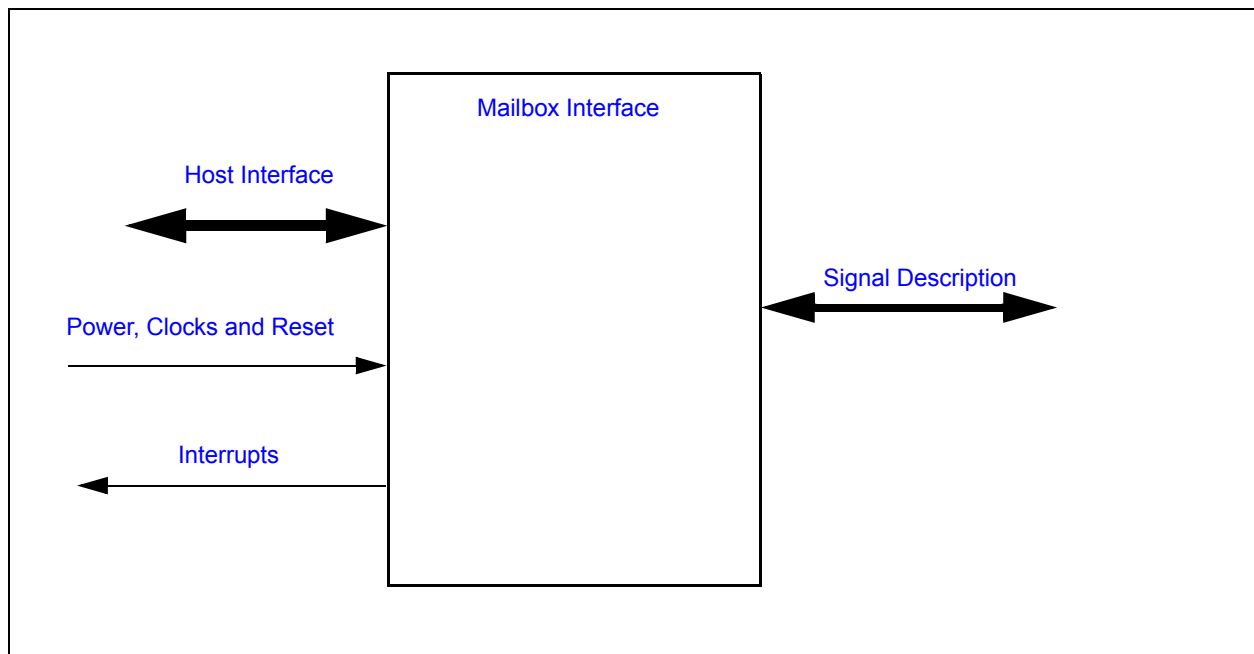 Mailbox Interface
Host Interface
Signal Description
Power, Clocks and Reset
Interrupts